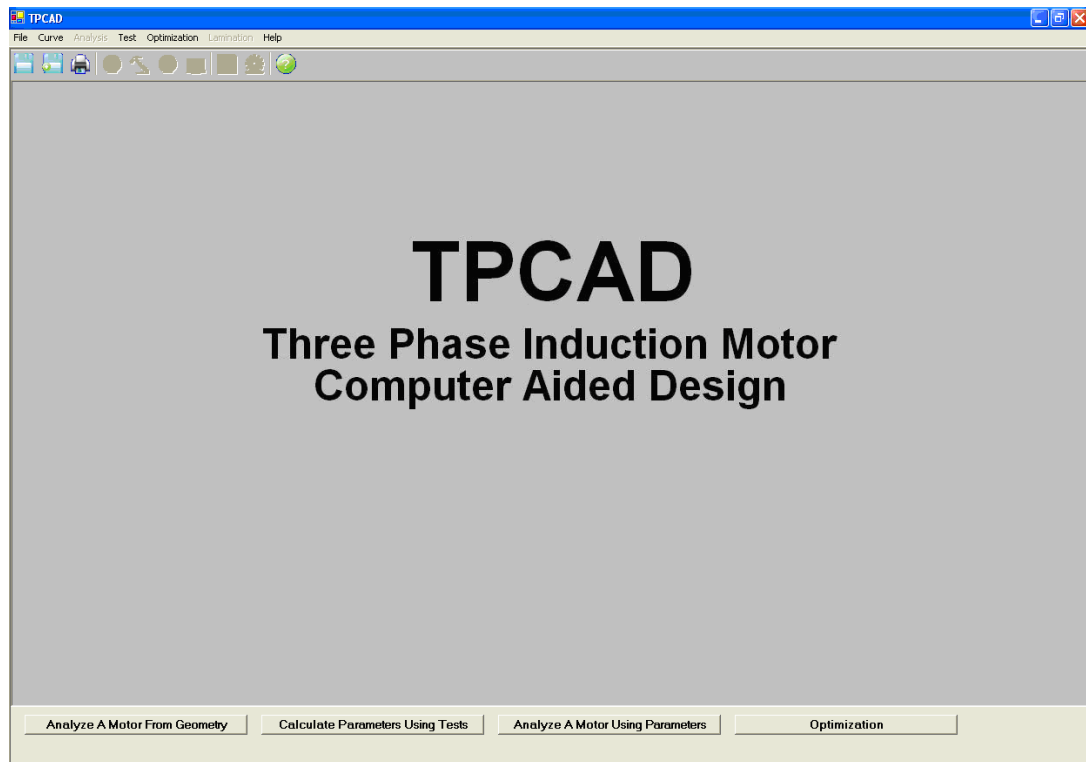 TPCAD
File Curve Analysis Test Optimization Lamination Help
?
TPCAD
Three Phase Induction Motor
Computer Aided Design
Analyze A Motor From Geometry Calculate Parameters Using Tests Analyze A Motor Using Parameters Optimization